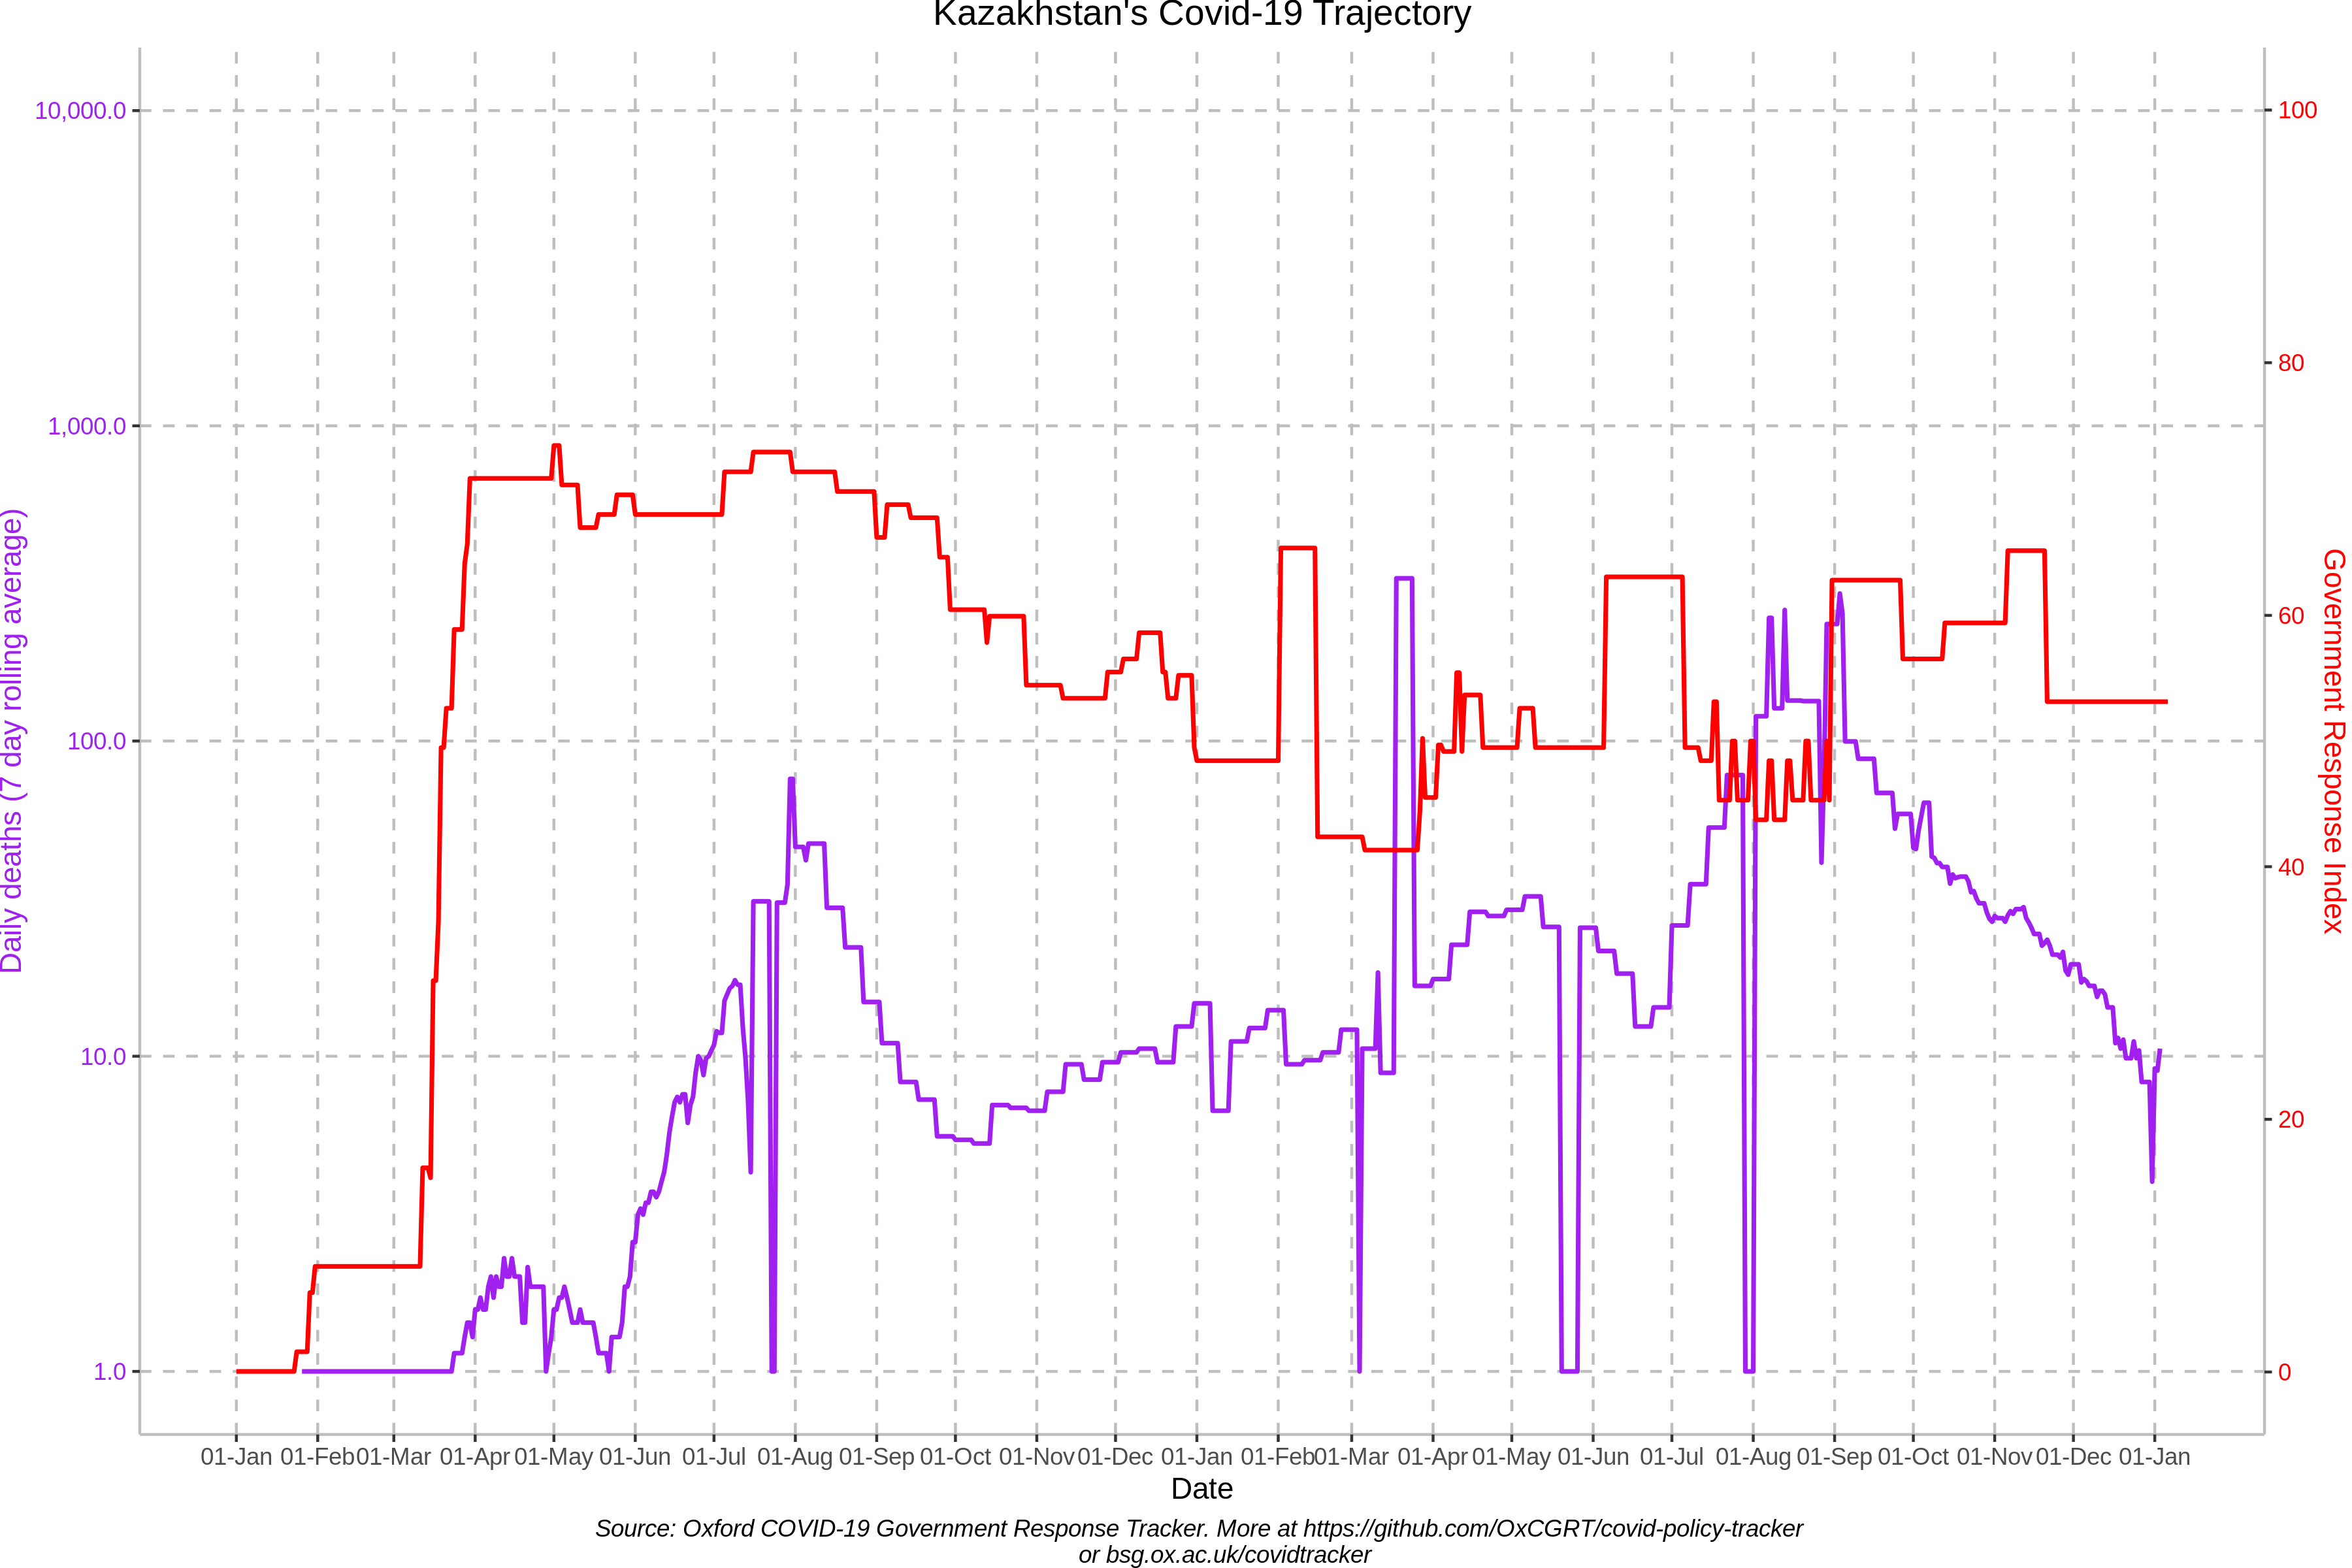 Kazakhstan's Covid-19 Trajectory
10,000.0
1,000.0
100.0
10.0
1.0
Daily deaths (7 day rolling average)
100
80
60
40
20
0
Government Response Index
01-Jan 01-Feb 01-Mar 01-Apr 01-May 01-Jun 01-Jul 01-Aug 01-Sep 01-Oct 01-Nov 01-Dec 01-Jan 01-Feb 01-Mar 01-Apr 01-May 01-Jun 01-Jul 01-Aug 01-Sep 01-Oct 01-Nov 01-Dec 01-Jan
Date
Source: Oxford COVID-19 Government Response Tracker. More at https://github.com/OxCGRT/covid-policy-tracker
or bsg.ox.ac.uk/covidtracker